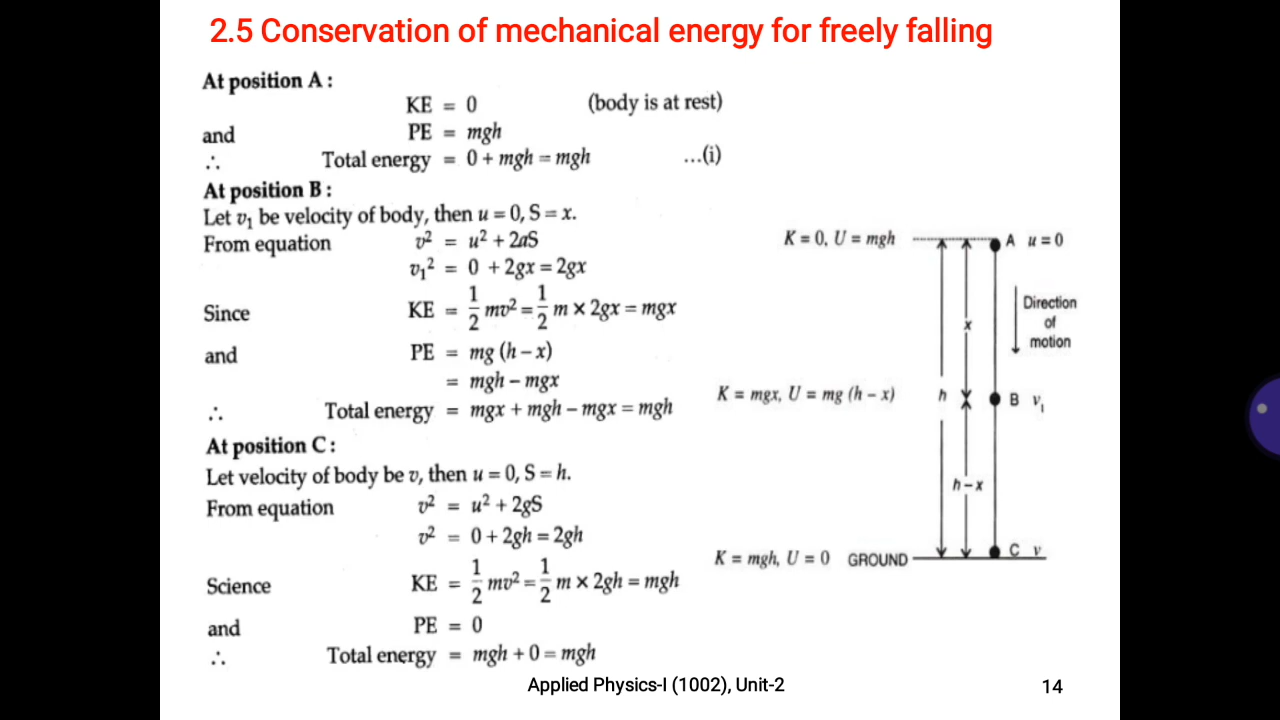 2.5 Conservation of mechanical energy for freely falling
At position A :
KE = 0 (body is at rest)
and PE = mgh
∴ Total energy = 0 + mgh = mgh ...(i)
At position B :
Let v₁ be velocity of body, then u = 0, S = x.
From equation v² = u² + 2aS
v₁² = 0 + 2gx = 2gx
Since KE = 1/2 mv² = 1/2 m × 2gx = mgx
and PE = mg (h – x)
= mgh – mgx
∴ Total energy = mgx + mgh – mgx = mgh
At position C :
Let velocity of body be v, then u = 0, S = h.
From equation v² = u² + 2gS
v² = 0 + 2gh = 2gh
Science KE = 1/2 mv² = 1/2 m × 2gh = mgh
and PE = 0
∴ Total energy = mgh + 0 = mgh
K = 0, U = mgh A u = 0
Direction
of
motion
x
K = mgx, U = mg (h – x) h B v₁
h – x
K = mgh, U = 0 GROUND C v
Applied Physics-I (1002), Unit-2
14